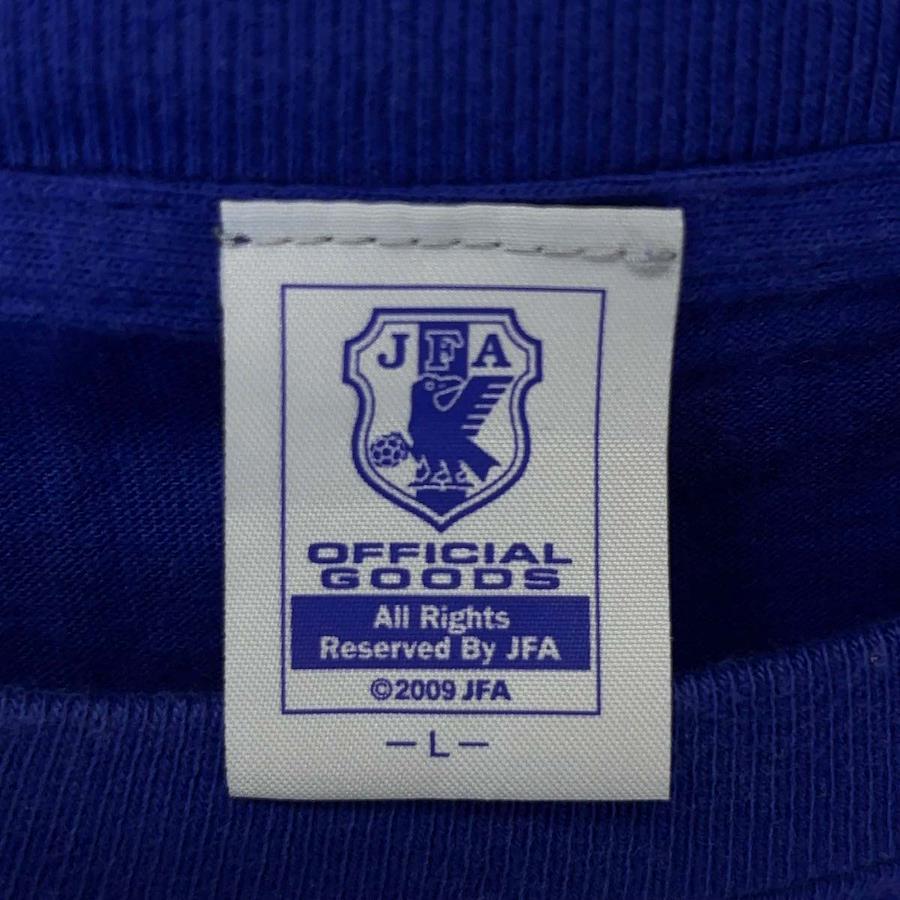 JFA
OFFICIAL
GOODS
All Rights
Reserved By JFA
©2009 JFA
-L-